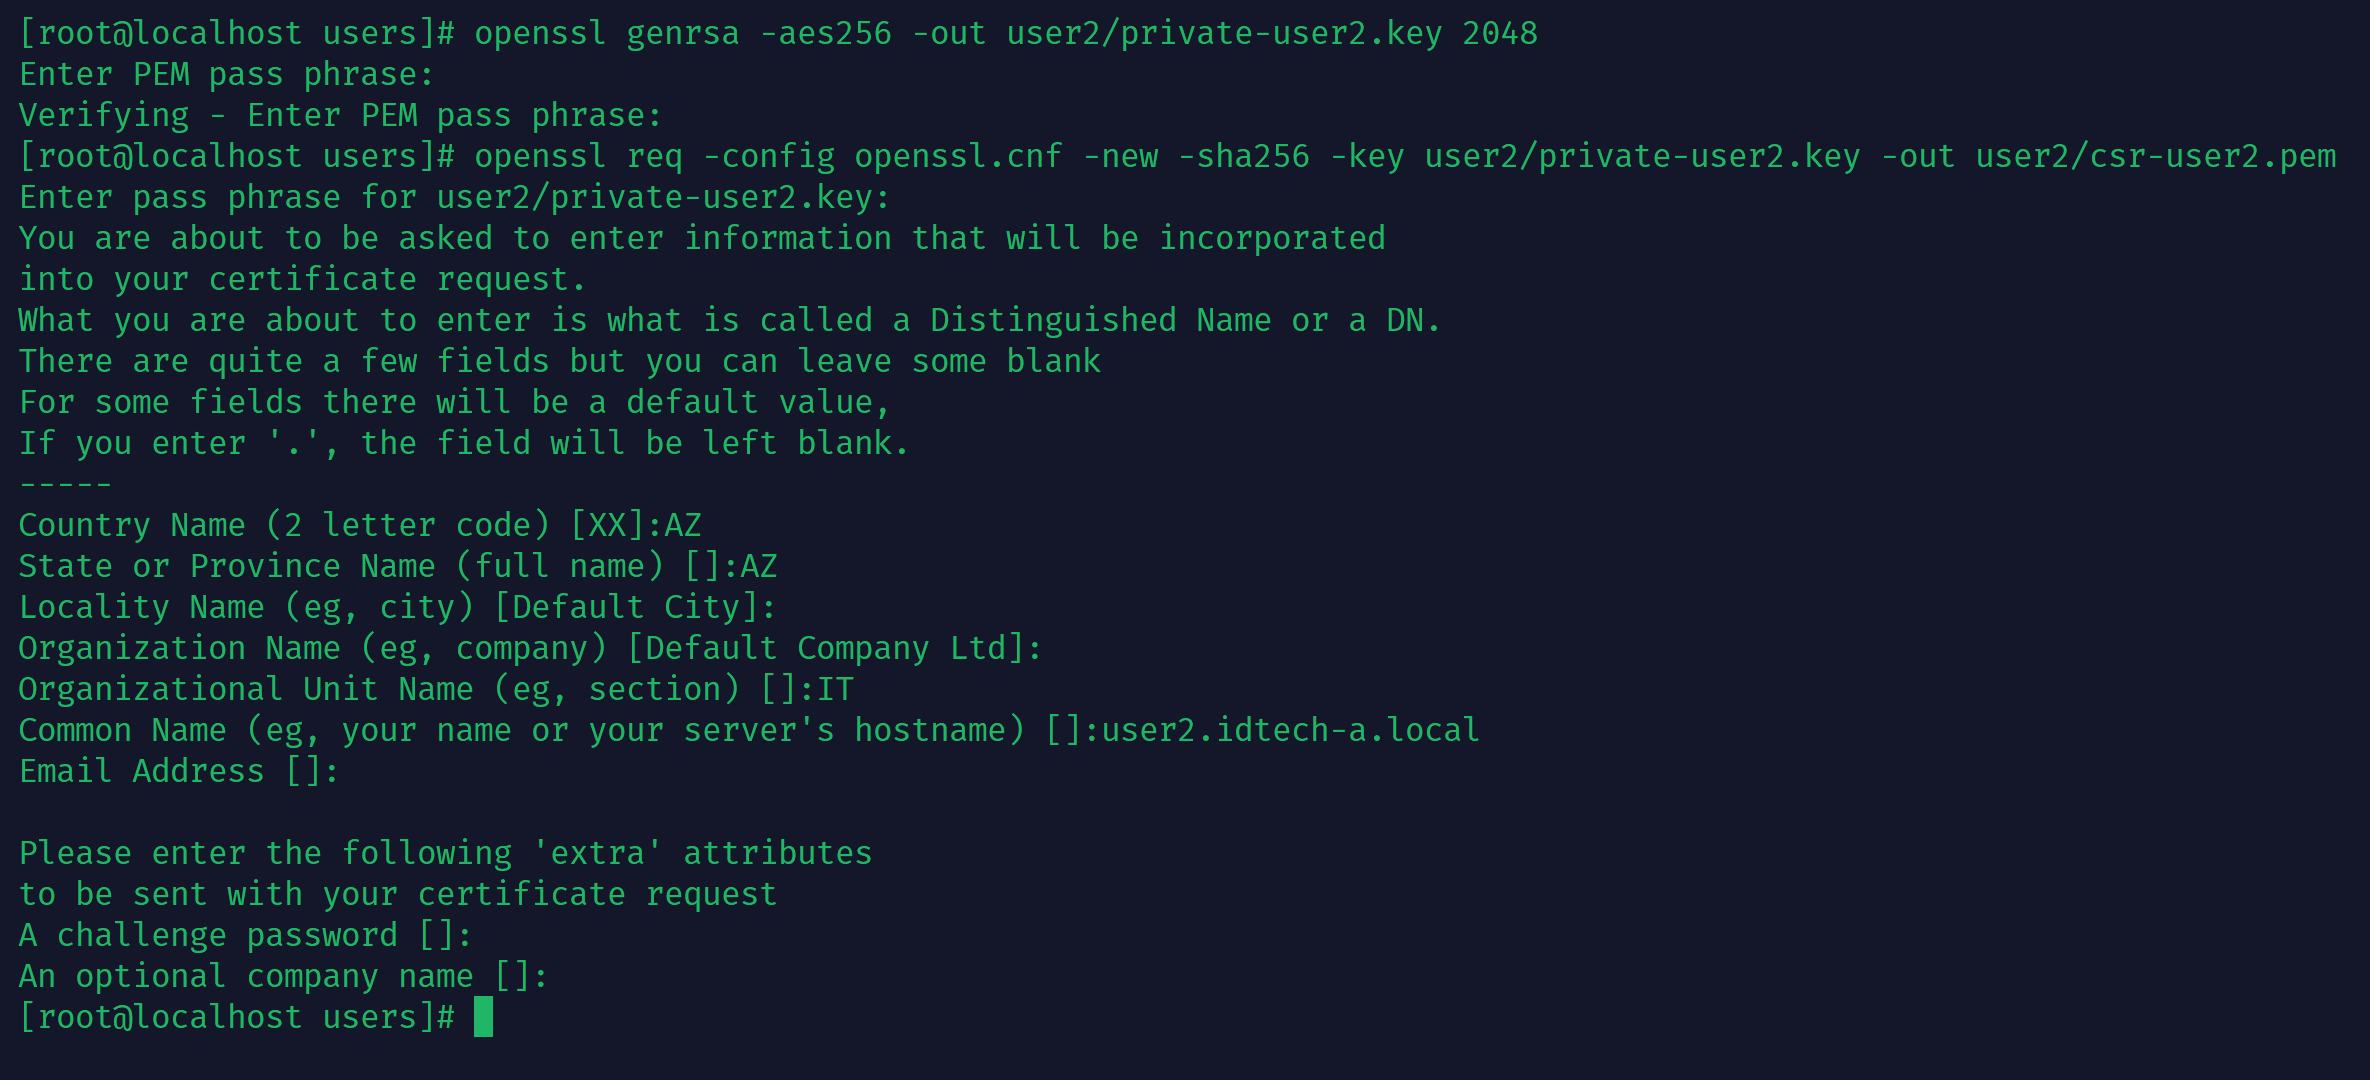 [root@localhost users]# openssl genrsa -aes256 -out user2/private-user2.key 2048
Enter PEM pass phrase:
Verifying - Enter PEM pass phrase:
[root@localhost users]# openssl req -config openssl.cnf -new -sha256 -key user2/private-user2.key -out user2/csr-user2.pem
Enter pass phrase for user2/private-user2.key:
You are about to be asked to enter information that will be incorporated
into your certificate request.
What you are about to enter is what is called a Distinguished Name or a DN.
There are quite a few fields but you can leave some blank
For some fields there will be a default value,
If you enter '.', the field will be left blank.
-----
Country Name (2 letter code) [XX]:AZ
State or Province Name (full name) []:AZ
Locality Name (eg, city) [Default City]:
Organization Name (eg, company) [Default Company Ltd]:
Organizational Unit Name (eg, section) []:IT
Common Name (eg, your name or your server's hostname) []:user2.idtech-a.local
Email Address []:

Please enter the following 'extra' attributes
to be sent with your certificate request
A challenge password []:
An optional company name []:
[root@localhost users]#